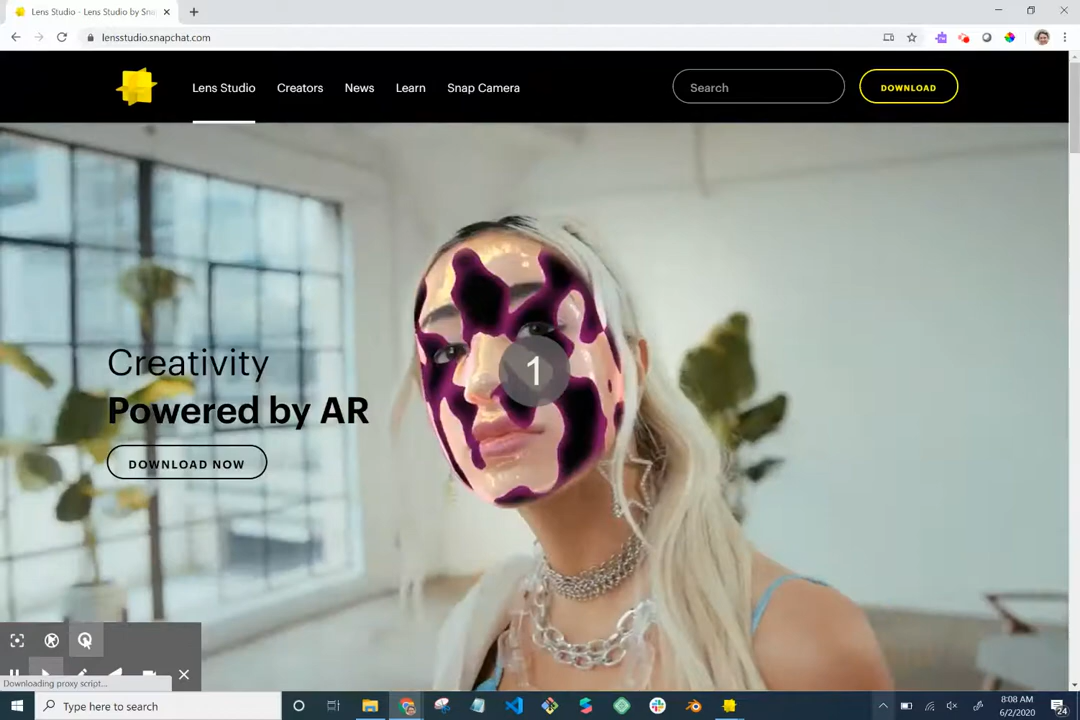 Lens Studio - Lens Studio by Sna
lensstudio.snapchat.com
Lens Studio
Creators
News
Learn
Snap Camera
Search
DOWNLOAD
1
Creativity
Powered by AR
DOWNLOAD NOW
Downloading proxy script...
Type here to search
8:08 AM
6/2/2020
24